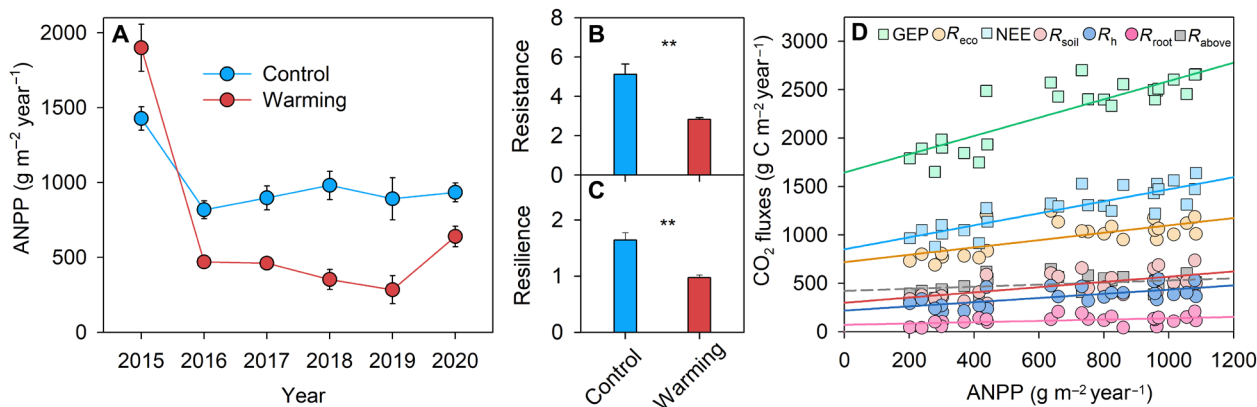 A
ANPP (g m−2 year−1)
2000
1500
1000
500
0
Control
Warming
2015 2016 2017 2018 2019 2020
Year
B
Resistance
8
6
4
2
0
**
C
Resilience
2
1
0
**
Control Warming
D
GEP Reco NEE Rsoil Rh Rroot Rabove
CO2 fluxes (g C m−2 year−1)
3000
2500
2000
1500
1000
500
0
0 200 400 600 800 1000 1200
ANPP (g m−2 year−1)